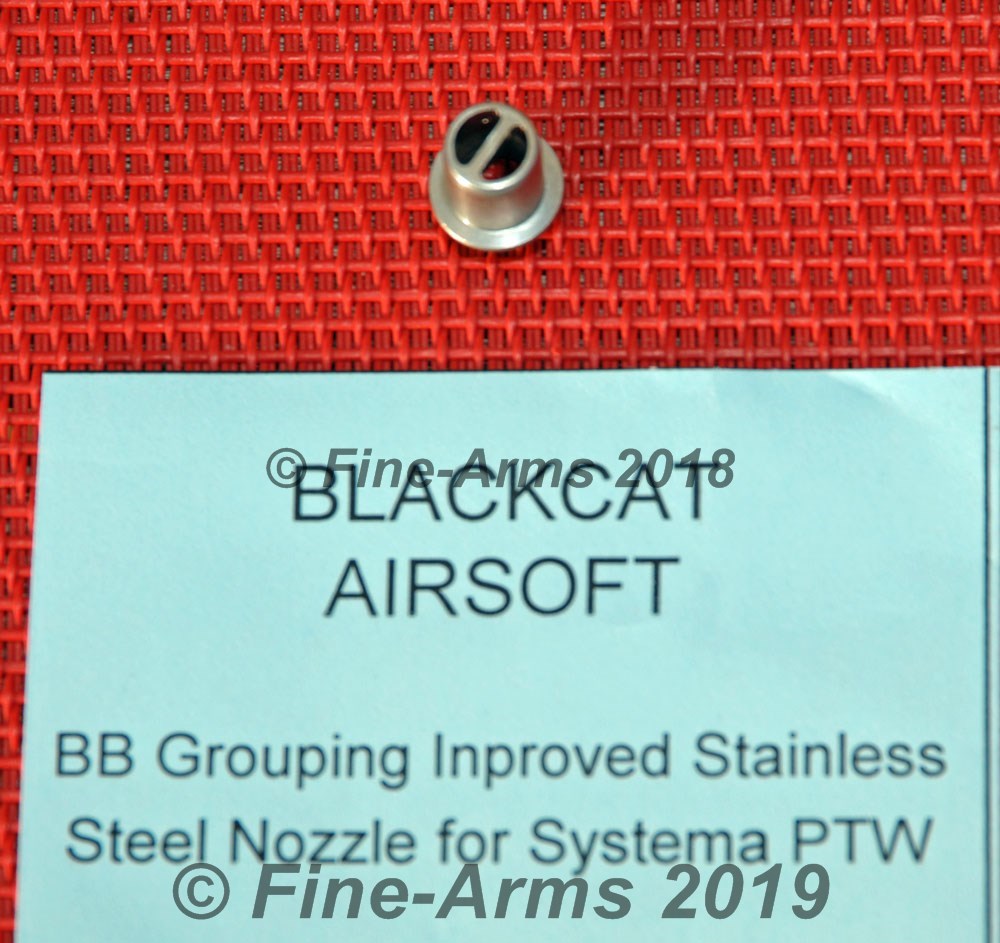 © Fine-Arms 2018
BLACKCAT
AIRSOFT
BB Grouping Inproved Stainless
Steel Nozzle for Systema PTW
© Fine-Arms 2019